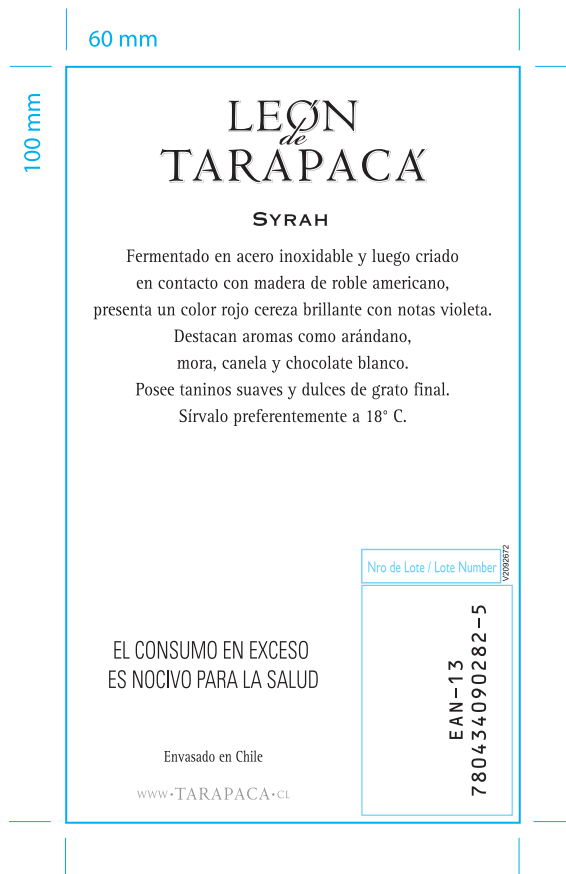 60 mm
100 mm
LEÓN
de
TARAPACÁ
SYRAH
Fermentado en acero inoxidable y luego criado
en contacto con madera de roble americano,
presenta un color rojo cereza brillante con notas violeta.
Destacan aromas como arándano,
mora, canela y chocolate blanco.
Posee taninos suaves y dulces de grato final.
Sírvalo preferentemente a 18° C.
Nro de Lote / Lote Number
V2092672
EL CONSUMO EN EXCESO
ES NOCIVO PARA LA SALUD
EAN-13
780434090282-5
Envasado en Chile
WWW•TARAPACA•CL